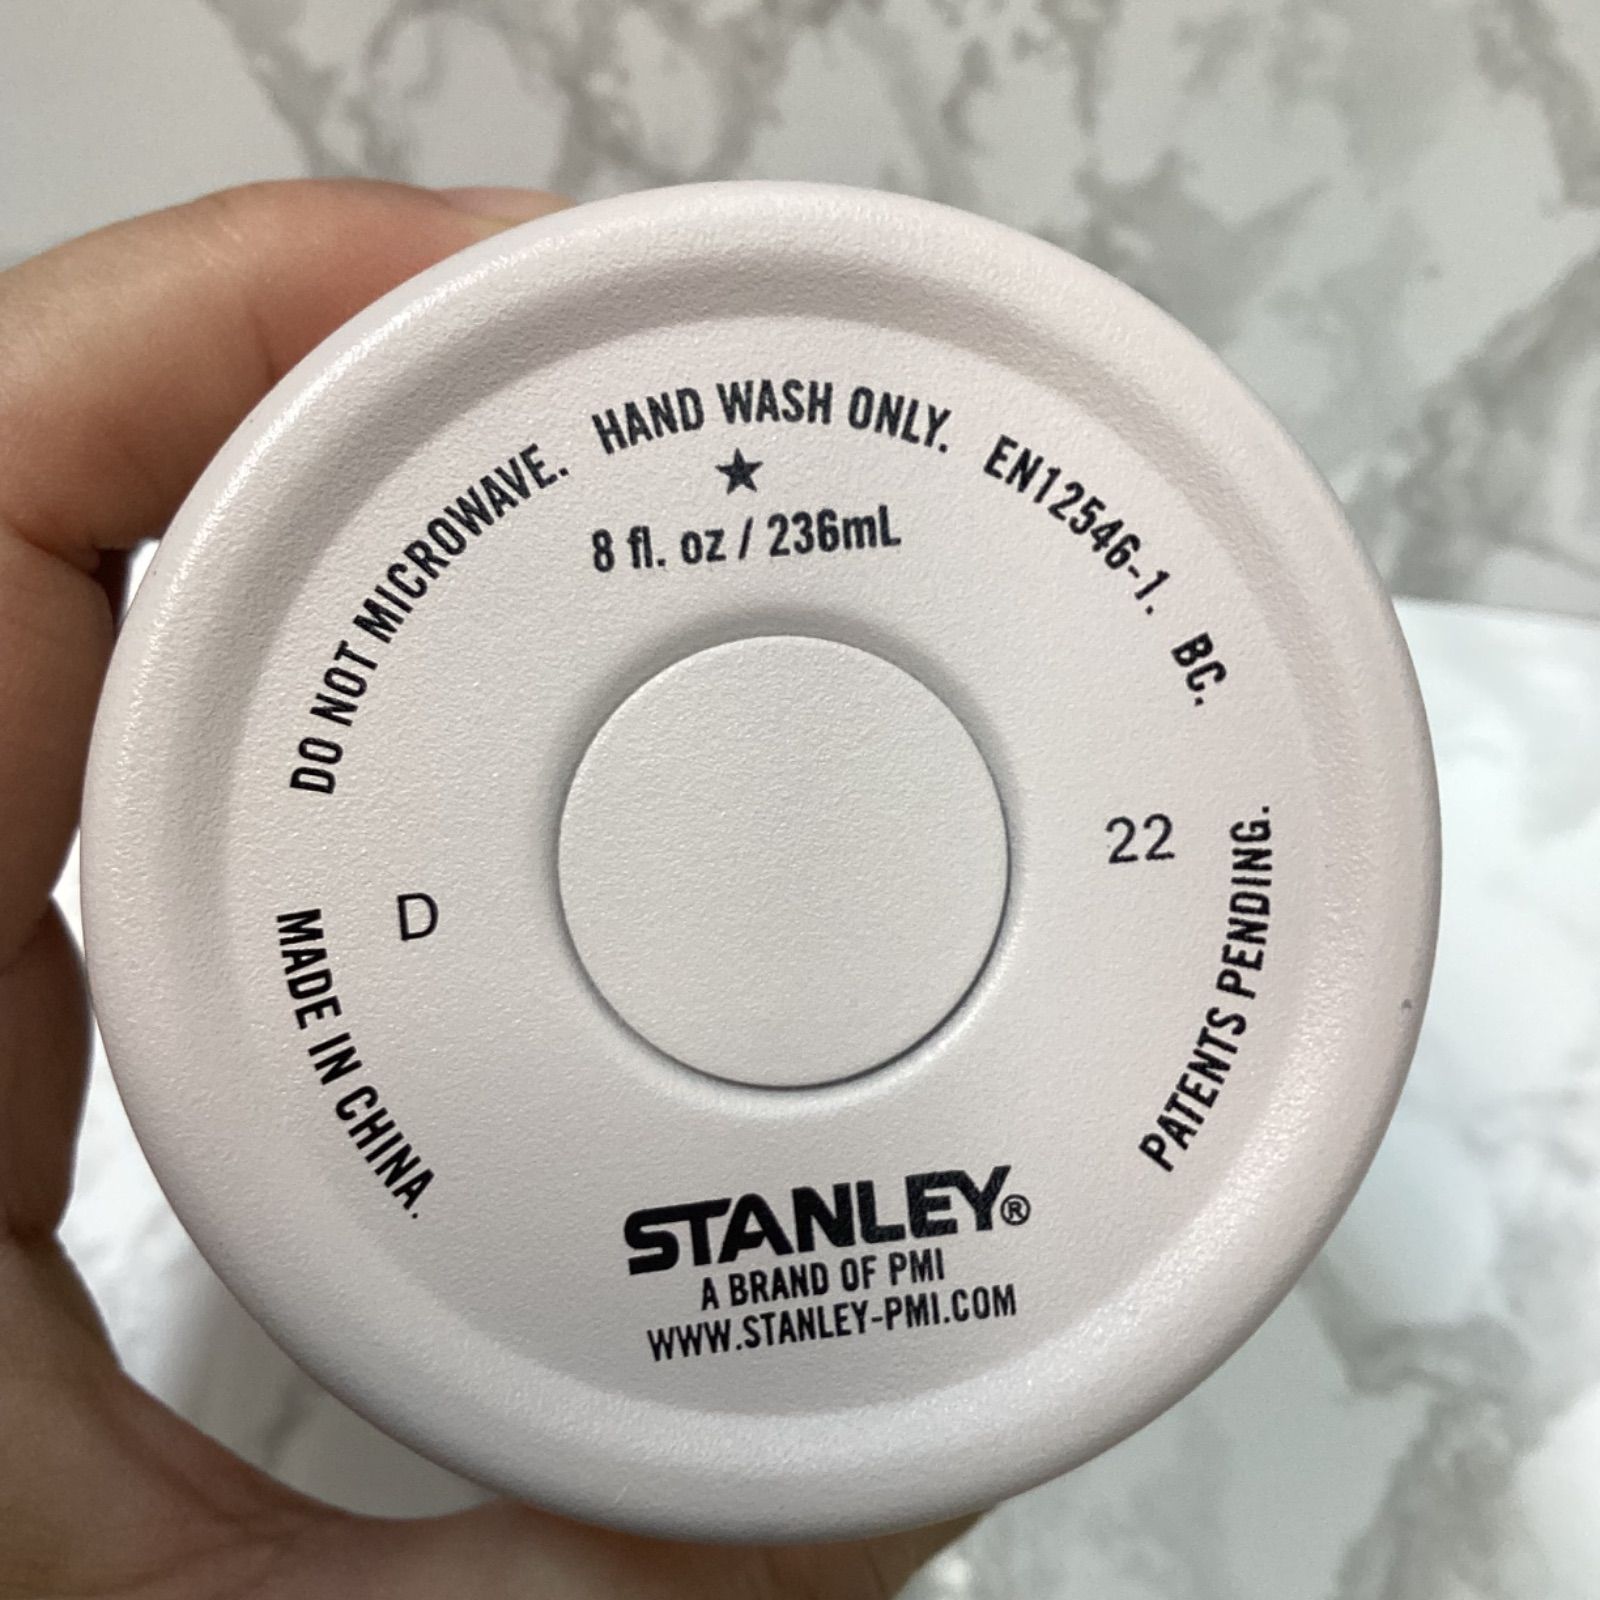 DO NOT MICROWAVE. HAND WASH ONLY. EN12546-1. BC.
★
8 fl. oz / 236mL
D
22
MADE IN CHINA.
PATENTS PENDING.
STANLEY®
A BRAND OF PMI
WWW.STANLEY-PMI.COM